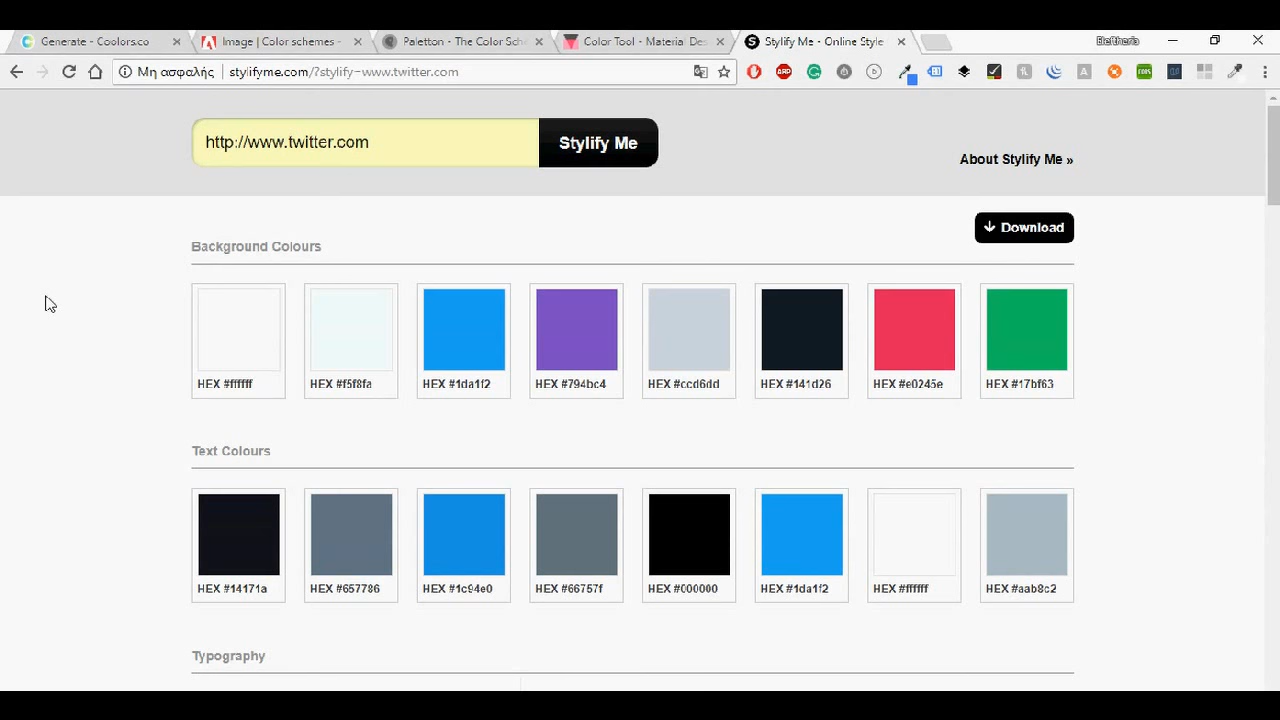 Generate - Coolors.co
Image | Color schemes -
Paletton - The Color Sche
Color Tool - Material Des
Stylify Me - Online Style
Μη ασφαλής
stylifyme.com/?stylify=www.twitter.com
http://www.twitter.com
Stylify Me
About Stylify Me »
Download
Background Colours
HEX #ffffff
HEX #f5f8fa
HEX #1da1f2
HEX #794bc4
HEX #ccd6dd
HEX #141d26
HEX #e0245e
HEX #17bf63
Text Colours
HEX #14171a
HEX #657786
HEX #1c94e0
HEX #66757f
HEX #000000
HEX #1da1f2
HEX #ffffff
HEX #aab8c2
Typography